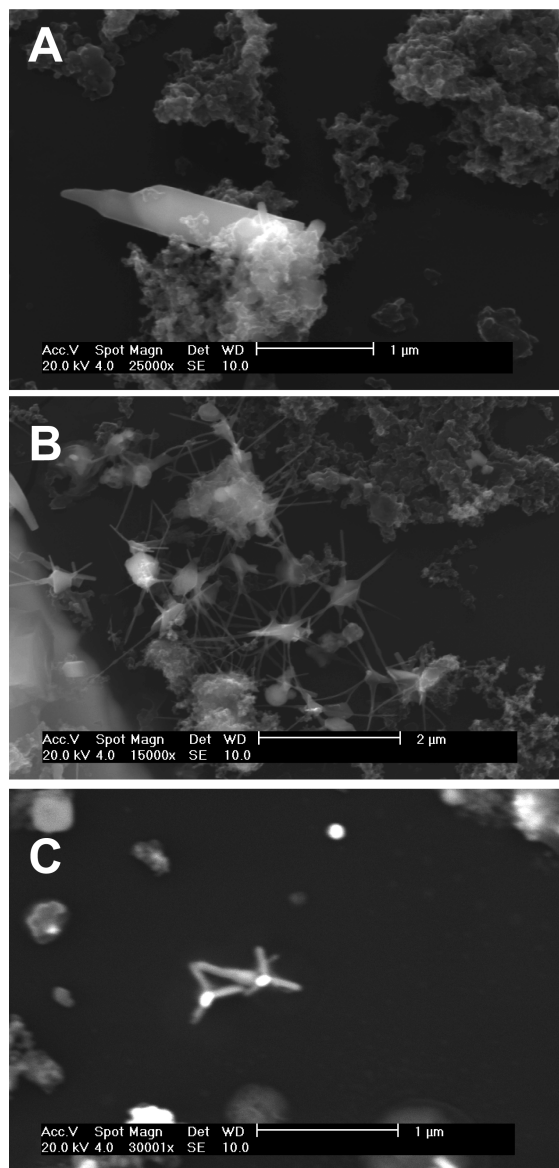 A
Acc.V Spot Magn Det WD 1 µm
20.0 kV 4.0 25000x SE 10.0
B
Acc.V Spot Magn Det WD 2 µm
20.0 kV 4.0 15000x SE 10.0
C
Acc.V Spot Magn Det WD 1 µm
20.0 kV 4.0 30001x SE 10.0